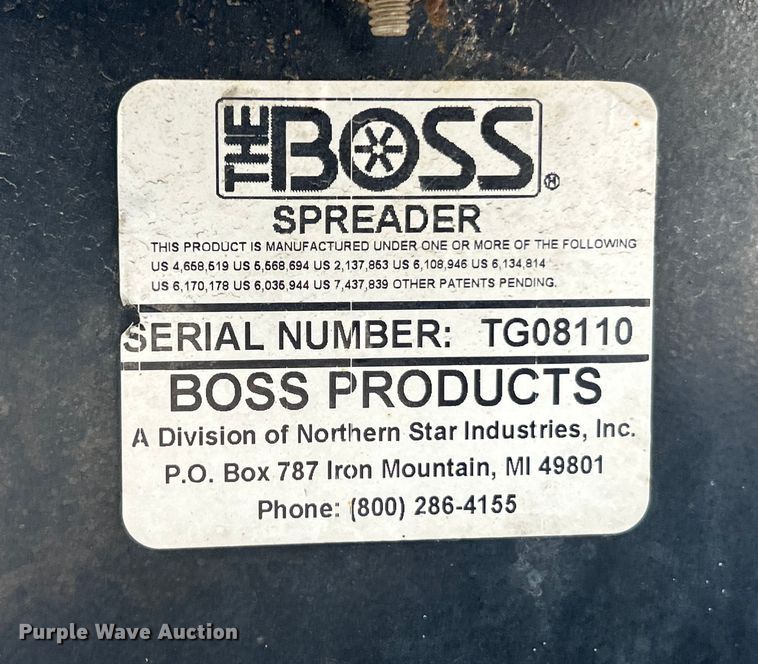 THE BOSS®
SPREADER
THIS PRODUCT IS MANUFACTURED UNDER ONE OR MORE OF THE FOLLOWING
US 4,658,519 US 5,568,694 US 2,137,853 US 6,108,946 US 6,134,814
US 6,170,178 US 6,035,944 US 7,437,839 OTHER PATENTS PENDING.
SERIAL NUMBER: TG08110
BOSS PRODUCTS
A Division of Northern Star Industries, Inc.
P.O. Box 787 Iron Mountain, MI 49801
Phone: (800) 286-4155
Purple Wave Auction